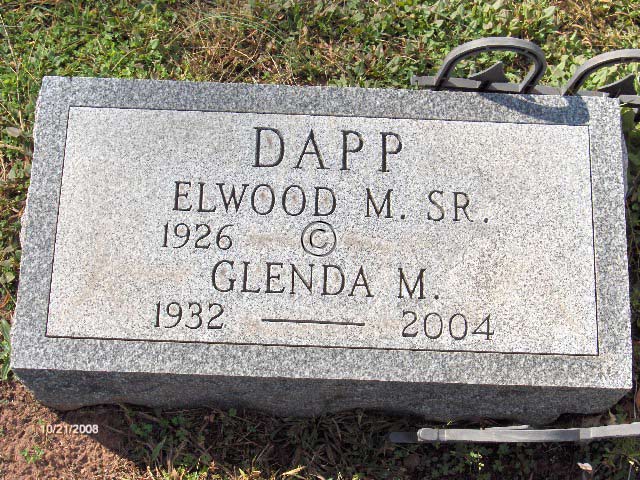 DAPP
ELWOOD M. SR.
1926 ©
GLENDA M.
1932 — 2004
10/21/2008